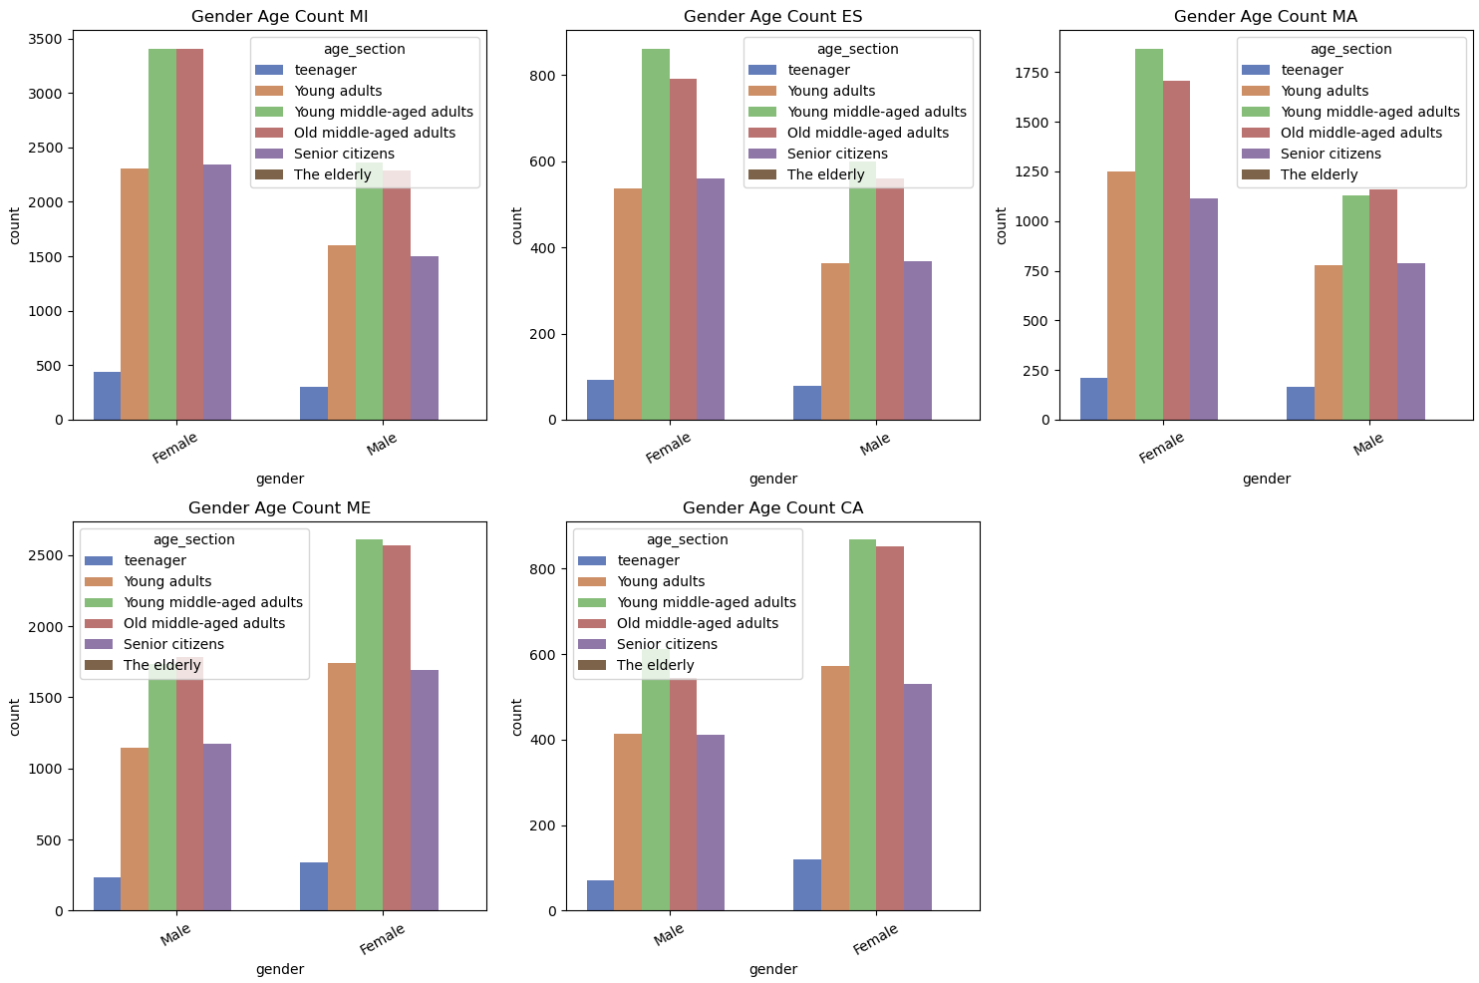 Gender Age Count MI
3500
3000
2500
2000
1500
1000
500
0
count
age_section
teenager
Young adults
Young middle-aged adults
Old middle-aged adults
Senior citizens
The elderly
Female
Male
gender
Gender Age Count ES
800
600
400
200
0
count
age_section
teenager
Young adults
Young middle-aged adults
Old middle-aged adults
Senior citizens
The elderly
Female
Male
gender
Gender Age Count MA
1750
1500
1250
1000
750
500
250
0
count
age_section
teenager
Young adults
Young middle-aged adults
Old middle-aged adults
Senior citizens
The elderly
Female
Male
gender
Gender Age Count ME
2500
2000
1500
1000
500
0
count
age_section
teenager
Young adults
Young middle-aged adults
Old middle-aged adults
Senior citizens
The elderly
Male
Female
gender
Gender Age Count CA
800
600
400
200
0
count
age_section
teenager
Young adults
Young middle-aged adults
Old middle-aged adults
Senior citizens
The elderly
Male
Female
gender